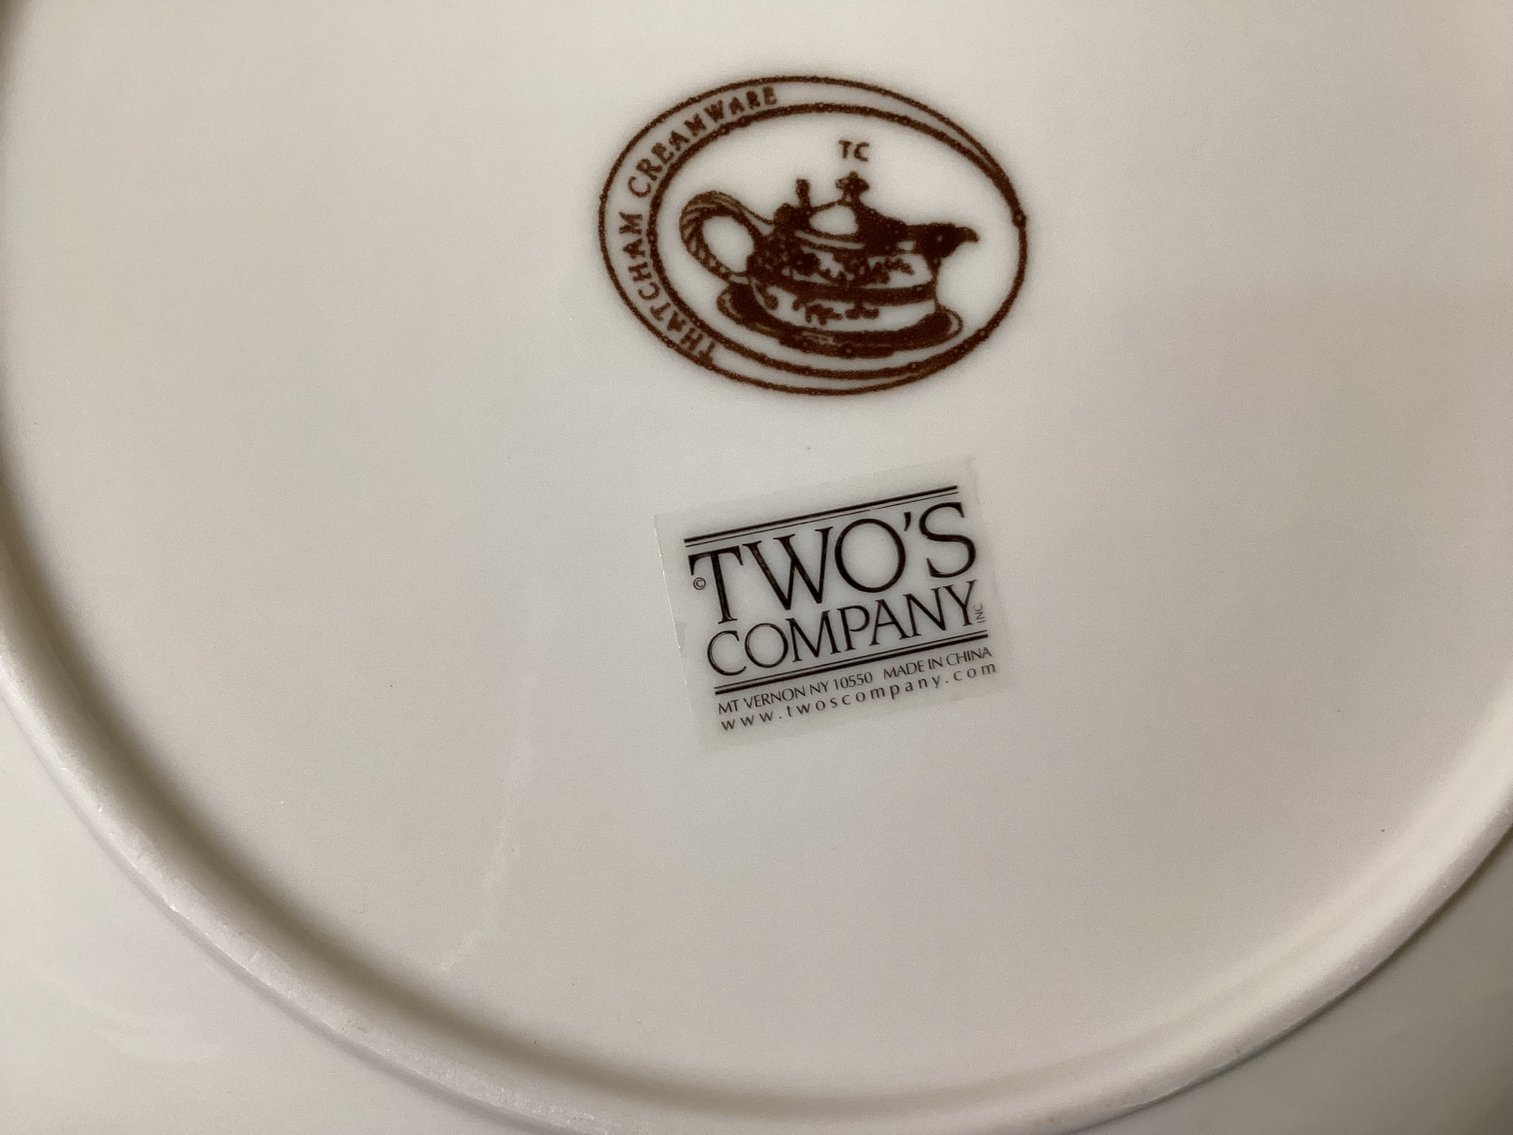 THATCHAM CREAMWARE
TC
© TWO'S
COMPANY INC
MT VERNON NY 10550 MADE IN CHINA
www.twoscompany.com